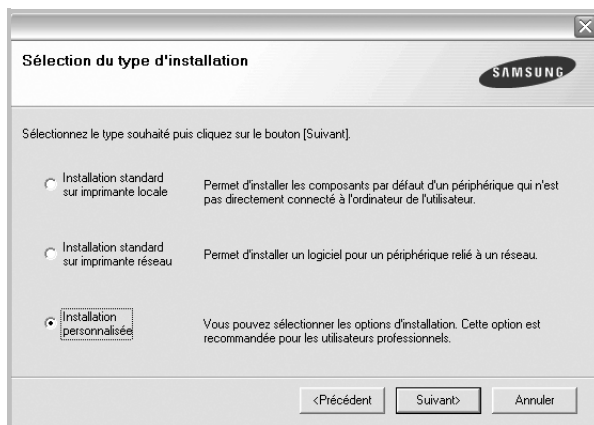 Sélection du type d'installation
SAMSUNG
Sélectionnez le type souhaité puis cliquez sur le bouton [Suivant].
Installation standard
sur imprimante locale
Permet d'installer les composants par défaut d'un périphérique qui n'est
pas directement connecté à l'ordinateur de l'utilisateur.
Installation standard
sur imprimante réseau
Permet d'installer un logiciel pour un périphérique relié à un réseau.
Installation
personnalisée
Vous pouvez sélectionner les options d'installation. Cette option est
recommandée pour les utilisateurs professionnels.
<Précédent
Suivant>
Annuler